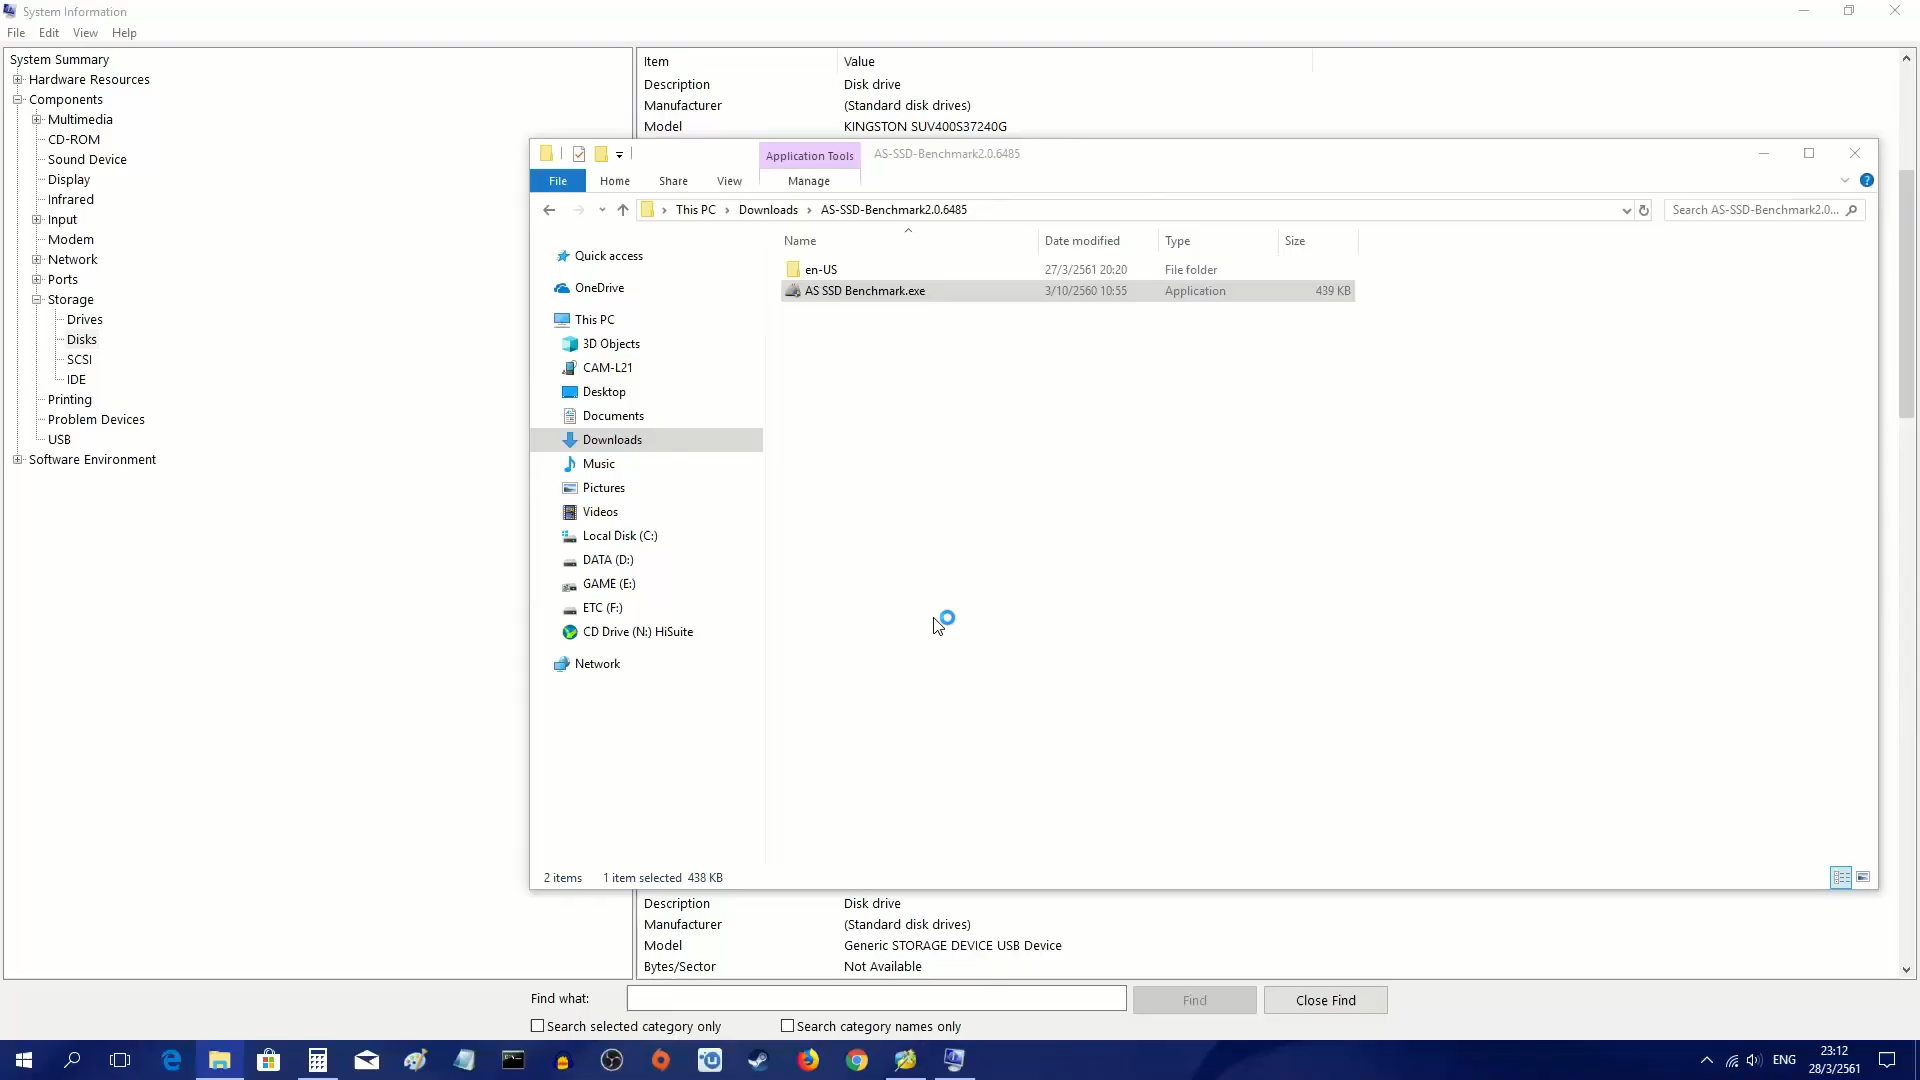 System Information
File Edit View Help
System Summary
Hardware Resources
Components
Multimedia
CD-ROM
Sound Device
Display
Infrared
Input
Modem
Network
Ports
Storage
Drives
Disks
SCSI
IDE
Printing
Problem Devices
USB
Software Environment
Item Value
Description Disk drive
Manufacturer (Standard disk drives)
Model KINGSTON SUV400S37240G
Application Tools AS-SSD-Benchmark2.0.6485
File Home Share View Manage
This PC Downloads AS-SSD-Benchmark2.0.6485
Search AS-SSD-Benchmark2.0...
Quick access
OneDrive
This PC
3D Objects
CAM-L21
Desktop
Documents
Downloads
Music
Pictures
Videos
Local Disk (C:)
DATA (D:)
GAME (E:)
ETC (F:)
CD Drive (N:) HiSuite
Network
Name Date modified Type Size
en-US 27/3/2561 20:20 File folder
AS SSD Benchmark.exe 3/10/2560 10:55 Application 439 KB
2 items 1 item selected 438 KB
Description Disk drive
Manufacturer (Standard disk drives)
Model Generic STORAGE DEVICE USB Device
Bytes/Sector Not Available
Find what: Find Close Find
Search selected category only Search category names only
ENG
23:12
28/3/2561